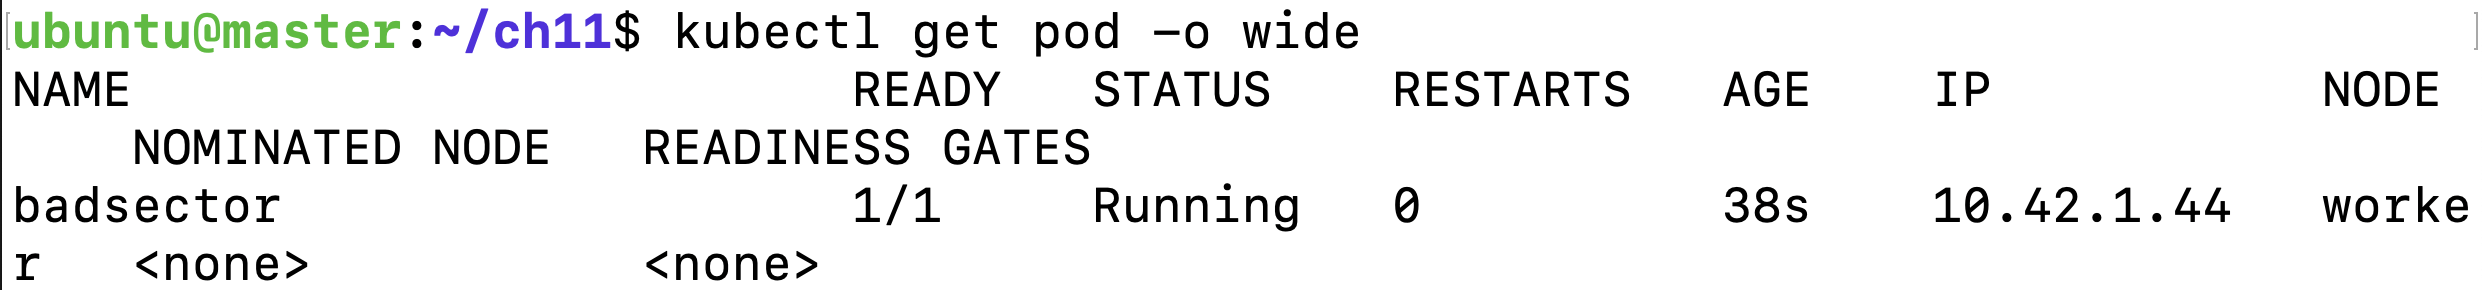 ubuntu@master:~/ch11$ kubectl get pod -o wide
NAME                            READY   STATUS    RESTARTS   AGE    IP           NODE
    NOMINATED NODE   READINESS GATES
badsector                       1/1     Running   0          38s    10.42.1.44   worke
r   <none>           <none>